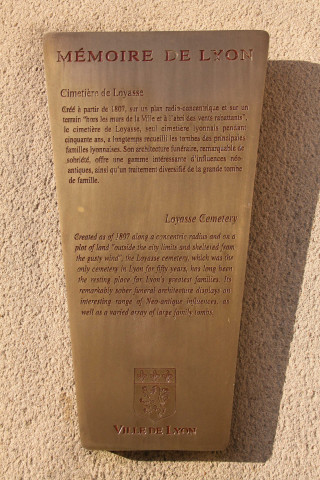 MÉMOIRE DE LYON
Cimetière de Loyasse
Créé à partir de 1807, sur un plan radio-concentrique et sur un
terrain "hors les murs de la Ville et à l'abri des vents ravattants",
le cimetière de Loyasse, seul cimetière lyonnais pendant
cinquante ans, a longtemps recueilli les tombes des principales
familles lyonnaises. Son architecture funéraire, remarquable de
sobriété, offre une gamme intéressante d'influences néo-
antiques, ainsi qu'un traitement diversifié de la grande tombe
de famille.
Loyasse Cemetery
Created as of 1807 along a concentric radius and on a
plot of land "outside the city limits and sheltered from
the gusty wind", the Loyasse cemetery, which was the
only cemetery in Lyon for fifty years, has long been
the resting place for Lyon's greatest families. Its
remarkably sober funeral architecture displays an
interesting range of Neo-antique influences, as
well as a varied array of large family tombs.
VILLE DE LYON